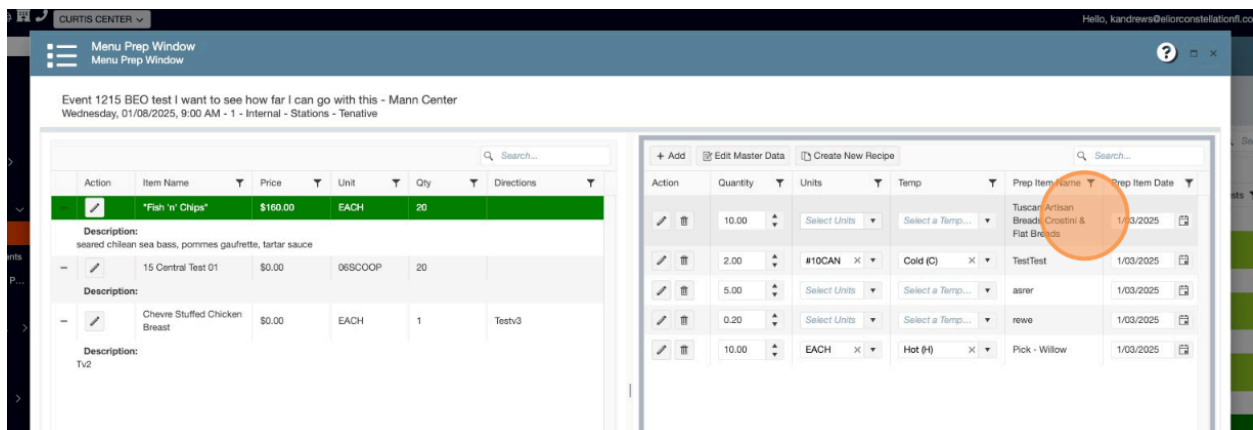 CURTIS CENTER
Hello, kandrews@eliorconstellationfl.co
Menu Prep Window
Menu Prep Window
Event 1215 BEO test I want to see how far I can go with this - Mann Center
Wednesday, 01/08/2025, 9:00 AM - 1 - Internal - Stations - Tenative
Search...
Action Item Name Price Unit Qty Directions
"Fish 'n' Chips" $160.00 EACH 20
Description:
seared chilean sea bass, pommes gaufrette, tartar sauce
15 Central Test 01 $0.00 06SCOOP 20
Description:
Chevre Stuffed Chicken
Breast
$0.00 EACH 1 Testv3
Description:
Tv2
+ Add Edit Master Data Create New Recipe Search...
Action Quantity Units Temp Prep Item Name Prep Item Date
10.00 Select Units Select a Temp...
Tuscan Artisan
Breads Crostini &
Flat Breads
1/03/2025
2.00 #10CAN Cold (C) TestTest 1/03/2025
5.00 Select Units Select a Temp... asrer 1/03/2025
0.20 Select Units Select a Temp... rewe 1/03/2025
10.00 EACH Hot (H) Pick - Willow 1/03/2025